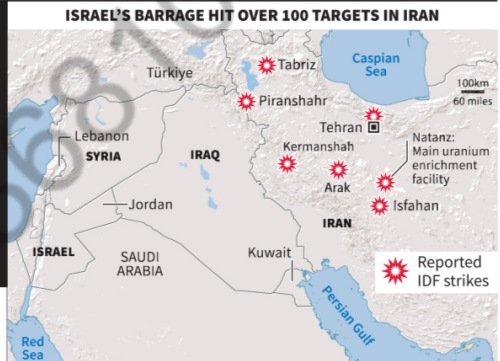 ISRAEL'S BARRAGE HIT OVER 100 TARGETS IN IRAN
Caspian
Sea
Tabriz
Türkiye
100km
60 miles
Piranshahr
Tehran
Natanz:
Main uranium
enrichment
facility
Lebanon
SYRIA
IRAQ
Kermanshah
Arak
Isfahan
Jordan
IRAN
ISRAEL
SAUDI
ARABIA
Kuwait
Reported
IDF strikes
Persian Gulf
Red
Sea